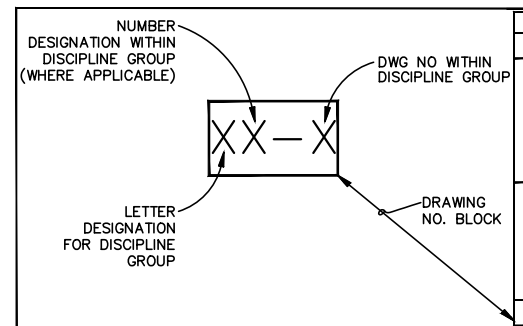 NUMBER
DESIGNATION WITHIN
DISCIPLINE GROUP
(WHERE APPLICABLE)
DWG NO WITHIN
DISCIPLINE GROUP
XX-X
LETTER
DESIGNATION
FOR DISCIPLINE
GROUP
DRAWING
NO. BLOCK